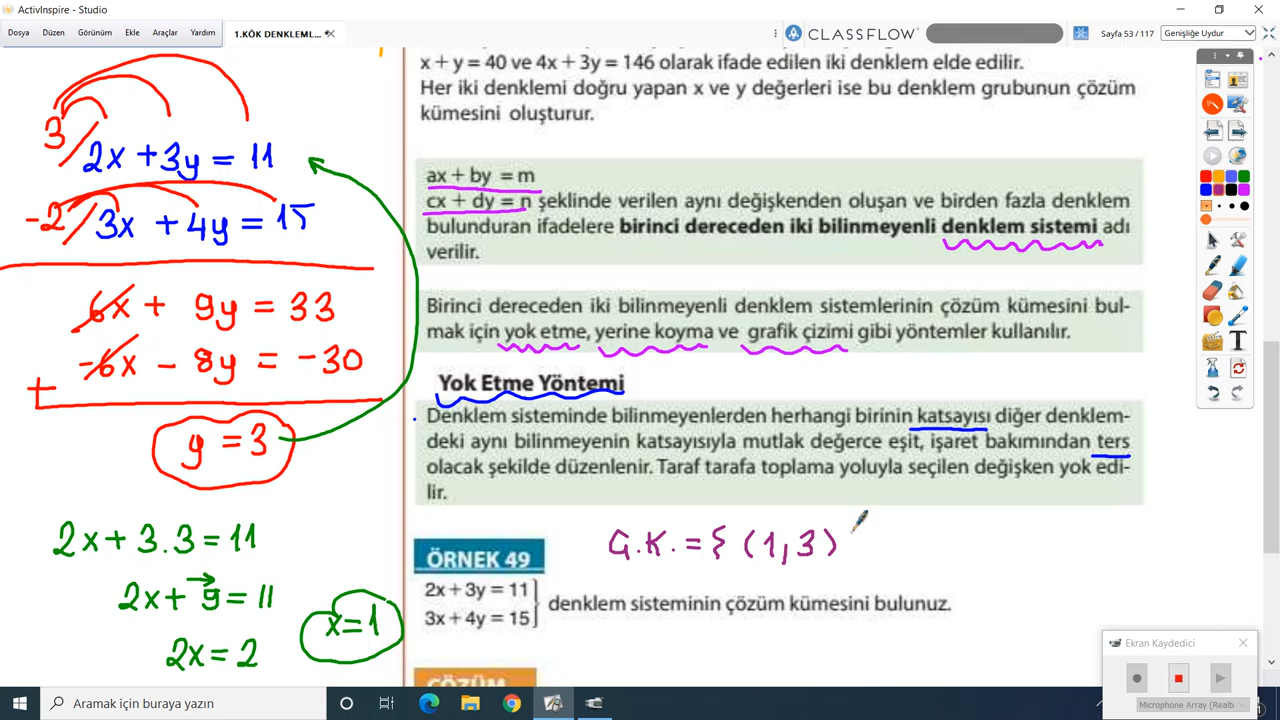 ActivInspire - Studio
Dosya Düzen Görünüm Ekle Araçlar Yardım
1.KÖK DENKLEML...
CLASSFLOW
Sayfa 53 / 117
Genişliğe Uydur
x + y = 40 ve 4x + 3y = 146 olarak ifade edilen iki denklem elde edilir.
Her iki denklemi doğru yapan x ve y değerleri ise bu denklem grubunun çözüm
kümesini oluşturur.
ax + by = m
cx + dy = n şeklinde verilen aynı değişkenden oluşan ve birden fazla denklem
bulunduran ifadelere birinci dereceden iki bilinmeyenli denklem sistemi adı
verilir.
Birinci dereceden iki bilinmeyenli denklem sistemlerinin çözüm kümesini bul-
mak için yok etme, yerine koyma ve grafik çizimi gibi yöntemler kullanılır.
Yok Etme Yöntemi
Denklem sisteminde bilinmeyenlerden herhangi birinin katsayısı diğer denklem-
deki aynı bilinmeyenin katsayısıyla mutlak değerce eşit, işaret bakımından ters
olacak şekilde düzenlenir. Taraf tarafa toplama yoluyla seçilen değişken yok edi-
lir.
Ç.K. = { (1,3)
ÖRNEK 49
2x + 3y = 11
3x + 4y = 15
denklem sisteminin çözüm kümesini bulunuz.
ÇÖZÜM
3/ 2x + 3y = 11
-2/ 3x + 4y = 15
6x + 9y = 33
-6x - 8y = -30
+
y = 3
2x + 3.3 = 11
2x + 9 = 11
2x = 2
x = 1
Ekran Kaydedici
Microphone Array (Realt
Aramak için buraya yazın